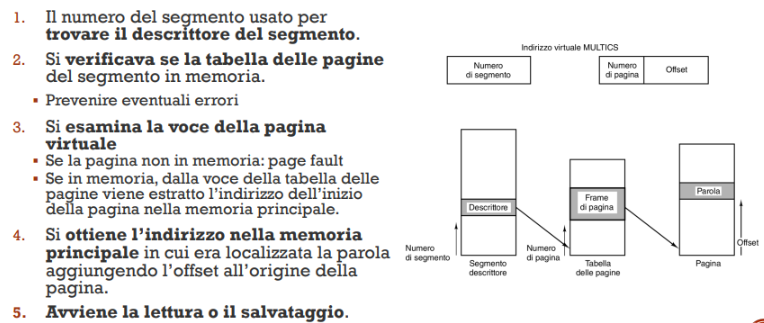 1. Il numero del segmento usato per
trovare il descrittore del segmento.
2. Si verificava se la tabella delle pagine
del segmento in memoria.
▪ Prevenire eventuali errori
3. Si esamina la voce della pagina
virtuale
▪ Se la pagina non in memoria: page fault
▪ Se in memoria, dalla voce della tabella delle
pagine viene estratto l'indirizzo dell'inizio
della pagina nella memoria principale.
4. Si ottiene l'indirizzo nella memoria
principale in cui era localizzata la parola
aggiungendo l'offset all'origine della
pagina.
5. Avviene la lettura o il salvataggio.
Indirizzo virtuale MULTICS
Numero
di segmento
Numero
di pagina
Offset
Descrittore
Frame
di pagina
Parola
Numero
di segmento
Segmento
descrittore
Numero
di pagina
Tabella
delle pagine
Pagina
Offset